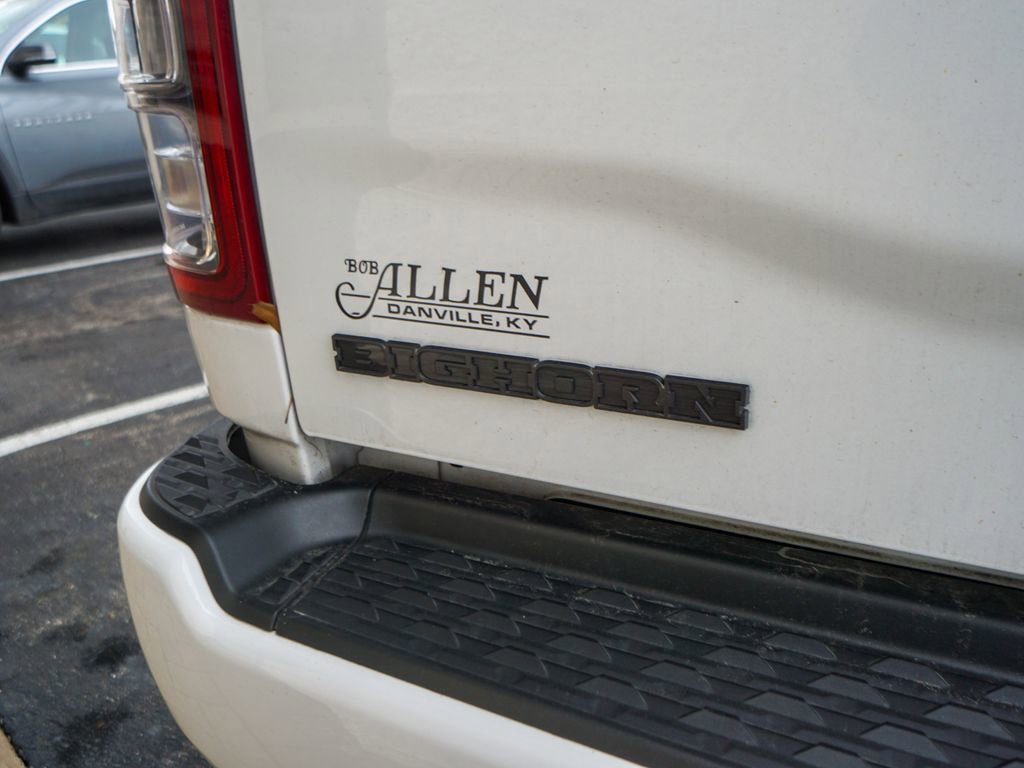 BOB ALLEN
DANVILLE, KY
BIGHORN